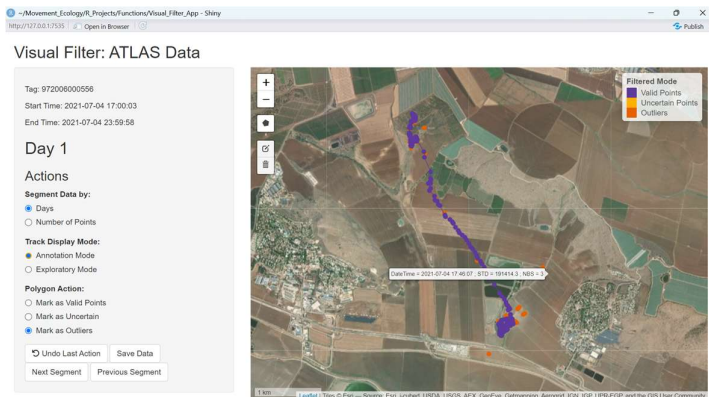 ~/Movement_Ecology/R_Projects/Functions/Visual_Filter_App - Shiny
http://127.0.0.1:7535 Open in Browser Publish
Visual Filter: ATLAS Data
Tag: 972006000556
Start Time: 2021-07-04 17:00:03
End Time: 2021-07-04 23:59:58
Day 1
Actions
Segment Data by:
Days
Number of Points
Track Display Mode:
Annotation Mode
Exploratory Mode
Polygon Action:
Mark as Valid Points
Mark as Uncertain
Mark as Outliers
Undo Last Action Save Data
Next Segment Previous Segment
+
−
Filtered Mode
Valid Points
Uncertain Points
Outliers
DateTime = 2021-07-04 17:46:07 ; STD = 191414.3 ; NBS = 3
1 km
Leaflet | Tiles © Esri — Source: Esri, i-cubed, USDA, USGS, AEX, GeoEye, Getmapping, Aerogrid, IGN, IGP, UPR-EGP, and the GIS User Community